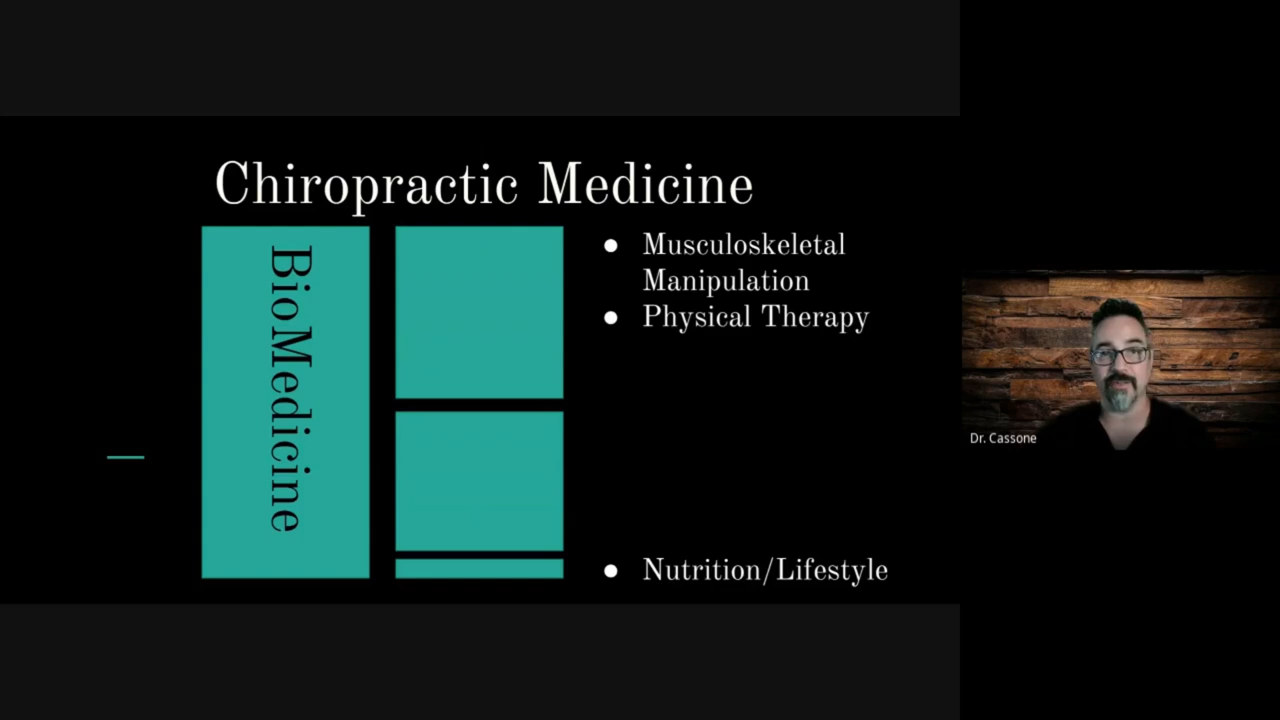 Chiropractic Medicine
BioMedicine
● Musculoskeletal
Manipulation
● Physical Therapy
● Nutrition/Lifestyle
Dr. Cassone